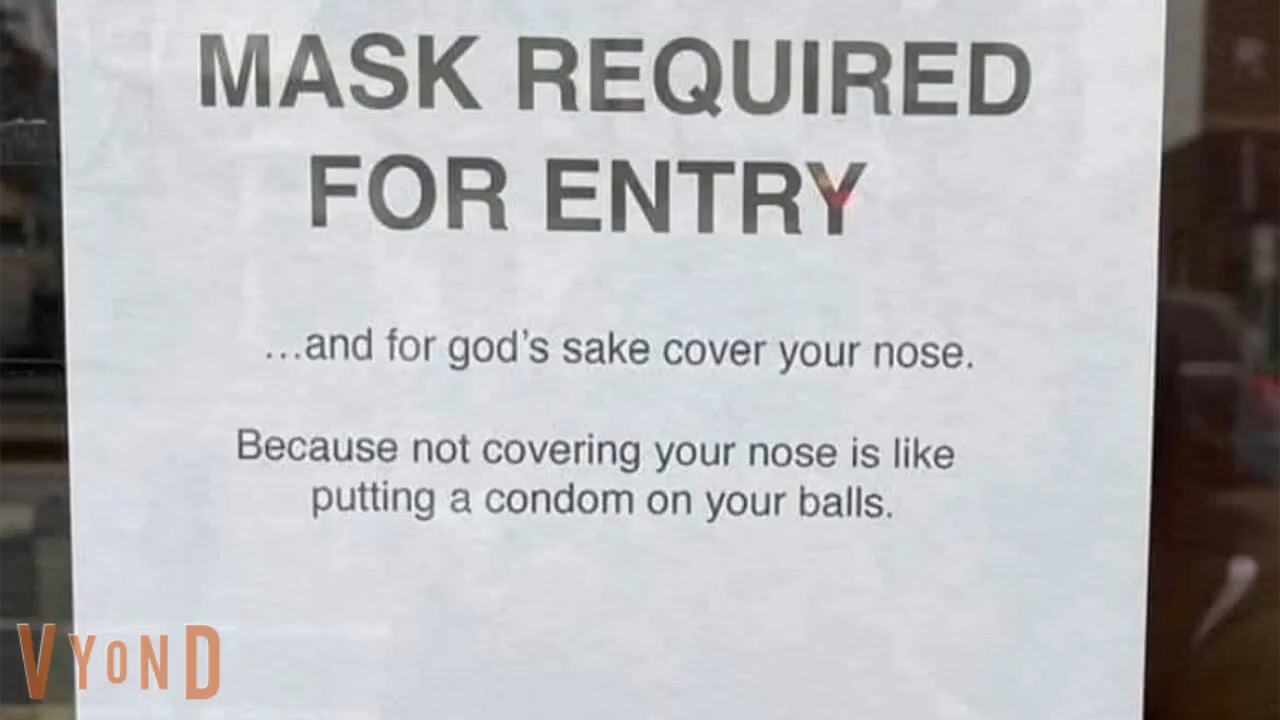 MASK REQUIRED
FOR ENTRY
...and for god's sake cover your nose.
Because not covering your nose is like
putting a condom on your balls.
VYOND